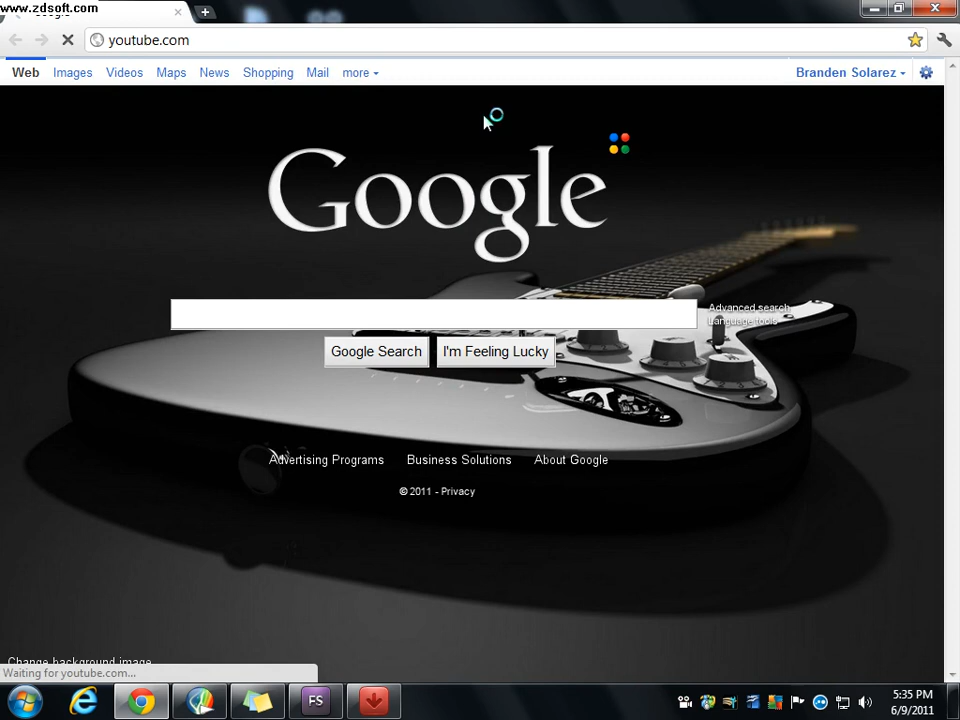 www.zdsoft.com
Google
youtube.com
Web Images Videos Maps News Shopping Mail more
Branden Solarez
Google
Advanced search
Language tools
Google Search
I'm Feeling Lucky
Advertising Programs Business Solutions About Google
© 2011 - Privacy
Change background image
Waiting for youtube.com...
FS
5:35 PM
6/9/2011